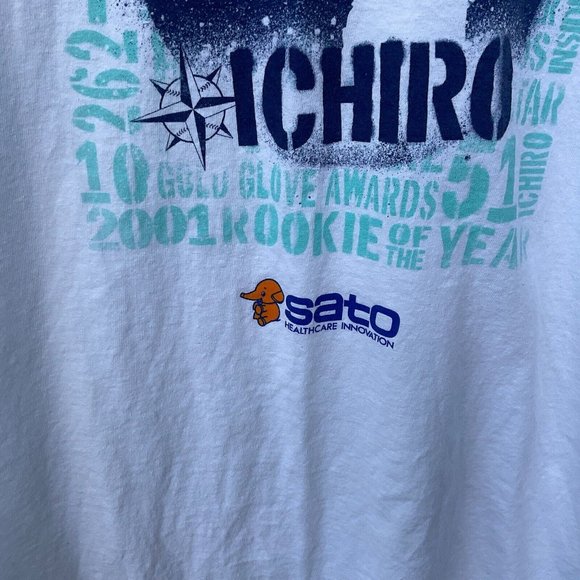 262-
ICHIRO
10 GOLD GLOVE AWARDS 51
ICHIRO
2001 ROOKIE OF THE YEAR
sato
HEALTHCARE INNOVATION